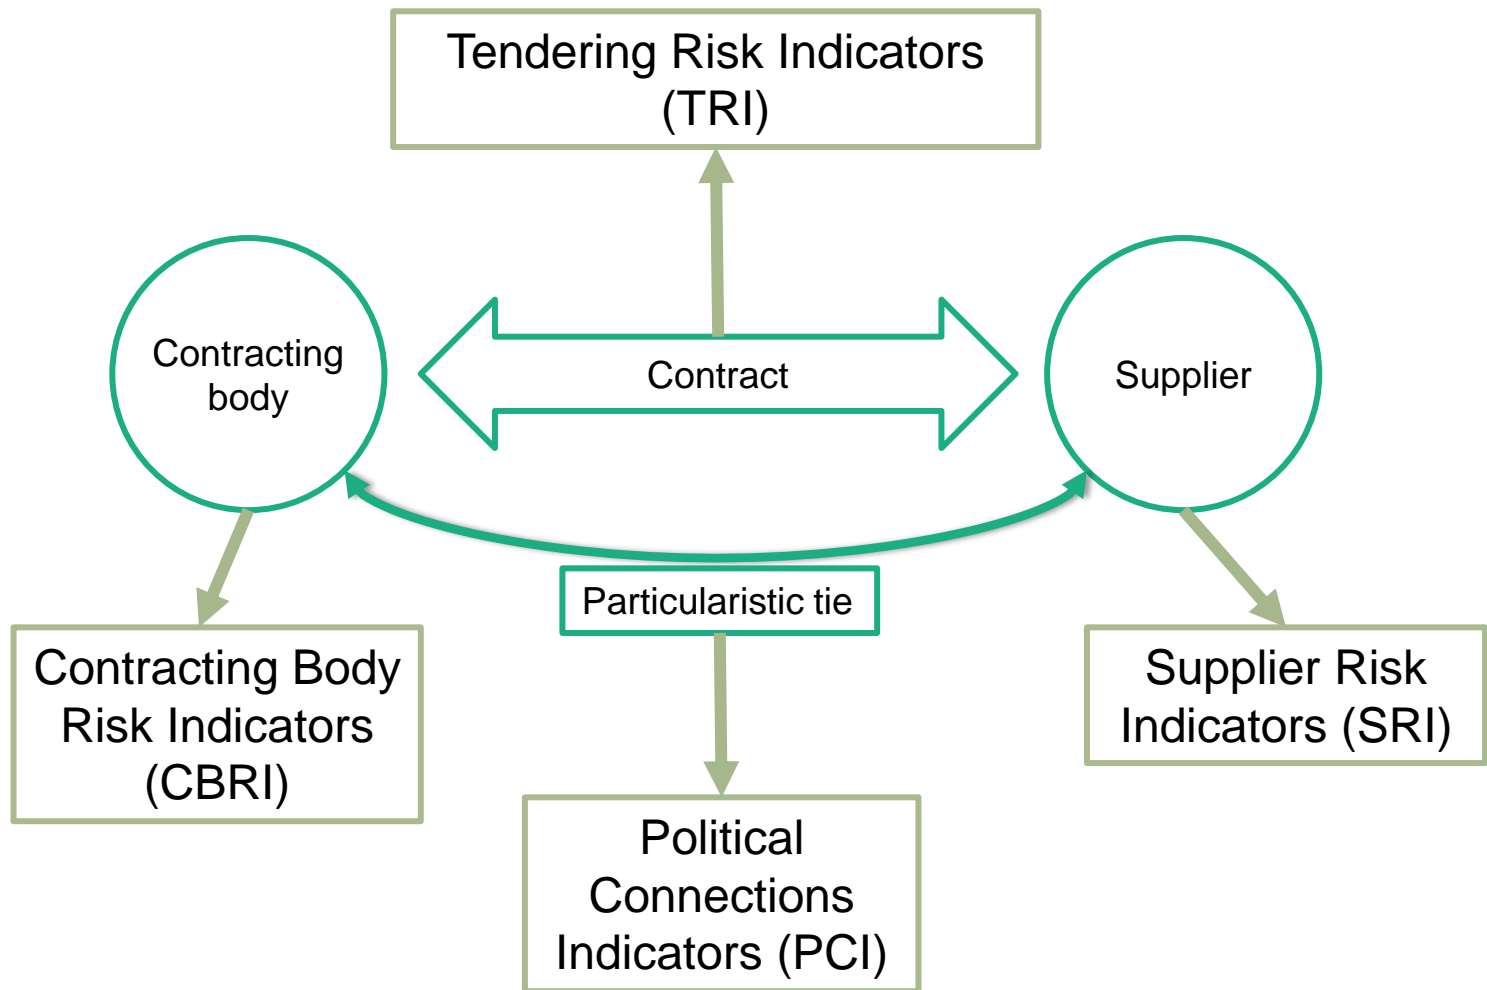 Tendering Risk Indicators
(TRI)
Contracting
body
Contract
Supplier
Particularistic tie
Contracting Body
Risk Indicators
(CBRI)
Supplier Risk
Indicators (SRI)
Political
Connections
Indicators (PCI)